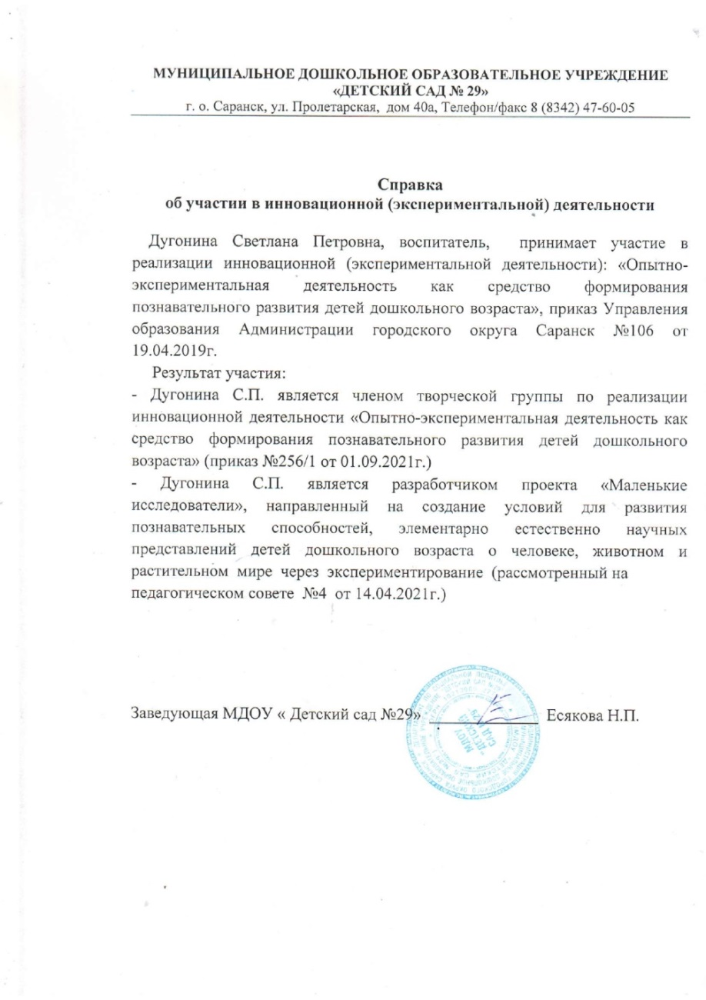 МУНИЦИПАЛЬНОЕ ДОШКОЛЬНОЕ ОБРАЗОВАТЕЛЬНОЕ УЧРЕЖДЕНИЕ
«ДЕТСКИЙ САД № 29»
г. о. Саранск, ул. Пролетарская, дом 40а, Телефон/факс 8 (8342) 47-60-05
Справка
об участии в инновационной (экспериментальной) деятельности
Дугонина Светлана Петровна, воспитатель, принимает участие в
реализации инновационной (экспериментальной деятельности): «Опытно-
экспериментальная деятельность как средство формирования
познавательного развития детей дошкольного возраста», приказ Управления
образования Администрации городского округа Саранск №106 от
19.04.2019г.
Результат участия:
- Дугонина С.П. является членом творческой группы по реализации
инновационной деятельности «Опытно-экспериментальная деятельность как
средство формирования познавательного развития детей дошкольного
возраста» (приказ №256/1 от 01.09.2021г.)
- Дугонина С.П. является разработчиком проекта «Маленькие
исследователи», направленный на создание условий для развития
познавательных способностей, элементарно естественно научных
представлений детей дошкольного возраста о человеке, животном и
растительном мире через экспериментирование (рассмотренный на
педагогическом совете №4 от 14.04.2021г.)
Заведующая МДОУ « Детский сад №29» Есякова Н.П.
МДОУ
"ДЕТСКИЙ
САД №29"